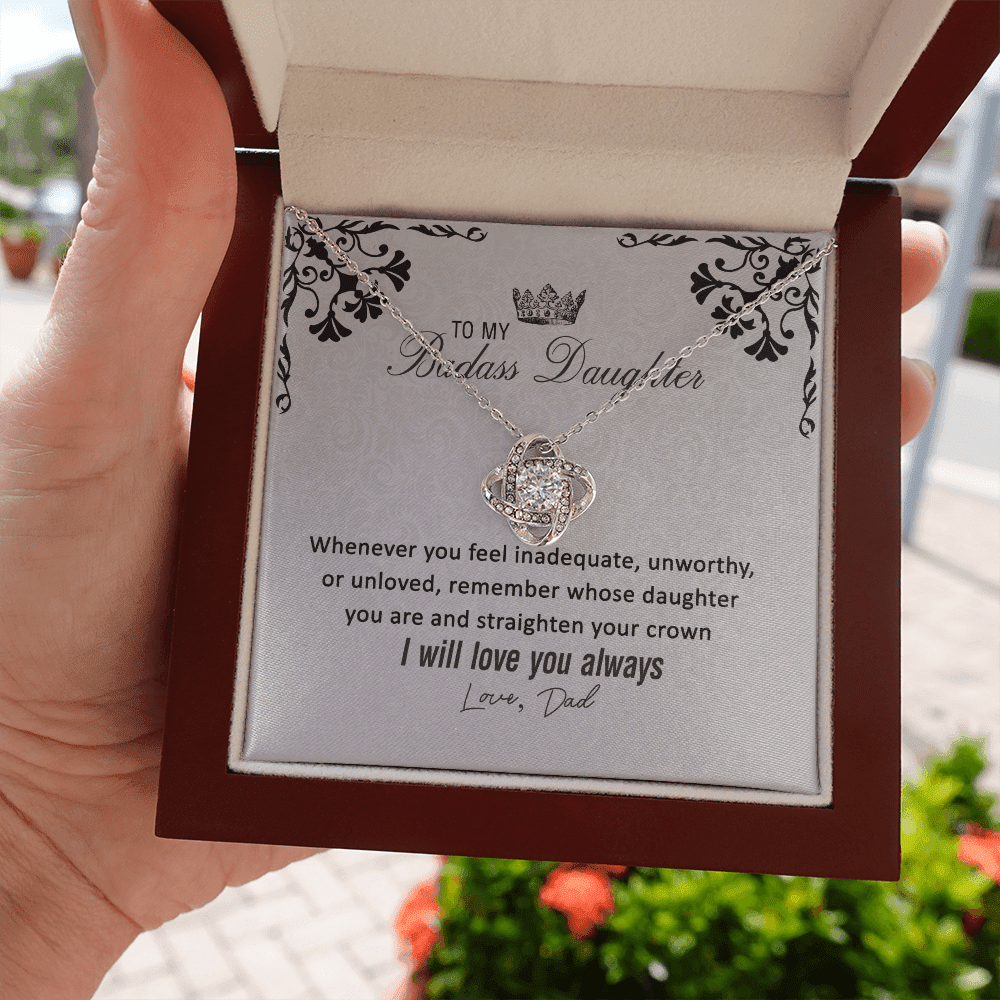 TO MY
Badass Daughter
Whenever you feel inadequate, unworthy,
or unloved, remember whose daughter
you are and straighten your crown
I will love you always
Love, Dad